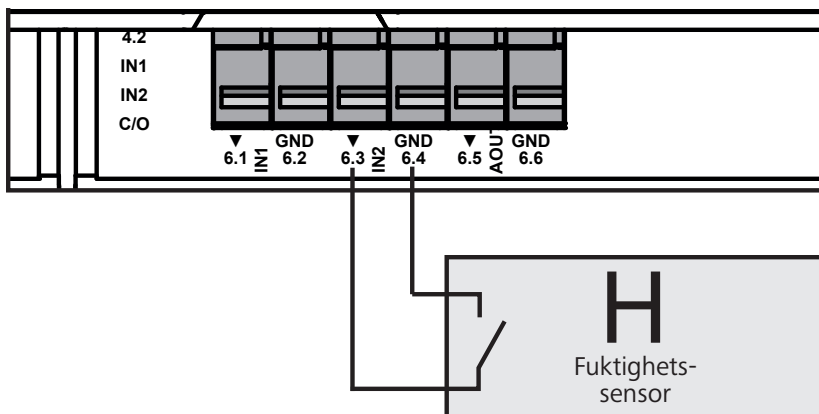 4.2
IN1
IN2
C/O
▼ GND ▼ GND ▼ GND
6.1 IN1 6.2 6.3 IN2 6.4 6.5 AOUT 6.6
H
Fuktighets-
sensor